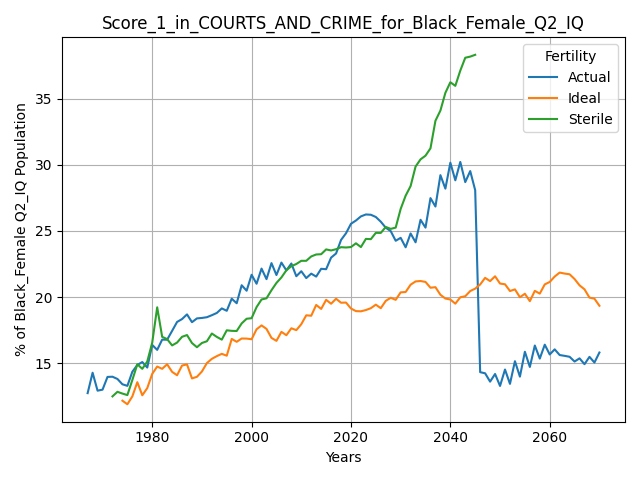 Score_1_in_COURTS_AND_CRIME_for_Black_Female_Q2_IQ
% of Black_Female Q2_IQ Population
35
30
25
20
15
1980
2000
2020
2040
2060
Years
Fertility
Actual
Ideal
Sterile